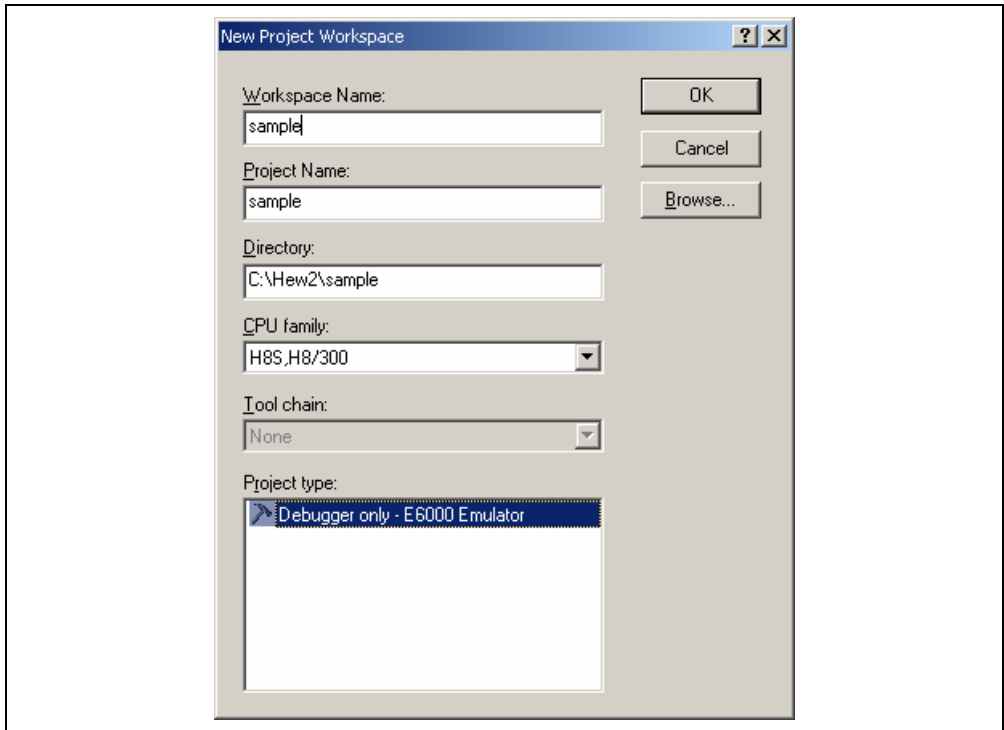 New Project Workspace
Workspace Name:
sample
Project Name:
sample
Directory:
C:\Hew2\sample
CPU family:
H8S,H8/300
Tool chain:
None
Project type:
Debugger only - E6000 Emulator
OK
Cancel
Browse...